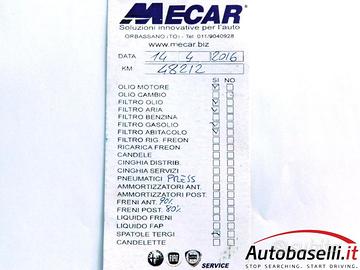 MECAR
Soluzioni innovative per l'auto
ORBASSANO (TO) - Tel 011/9040928
www.mecar.biz
DATA 14 4 2016
KM 48212
SI NO
OLIO MOTORE
OLIO CAMBIO
FILTRO OLIO
FILTRO ARIA
FILTRO BENZINA
FILTRO GASOLIO
FILTRO ABITACOLO
FILTRO RIG. FREON
RICARICA FREON
CANDELE
CINGHIA DISTRIB.
CINGHIA SERVIZI
PNEUMATICI PRESS
AMMORTIZZATORI ANT.
AMMORTIZZATORI POST.
FRENI ANT. 90%
FRENI POST. 80%
LIQUIDO FRENI
LIQUIDO FAP
SPATOLE TERGI
CANDELETTE
SERVICE
Autobaselli.it
STOP SEARCHING. START DRIVING.